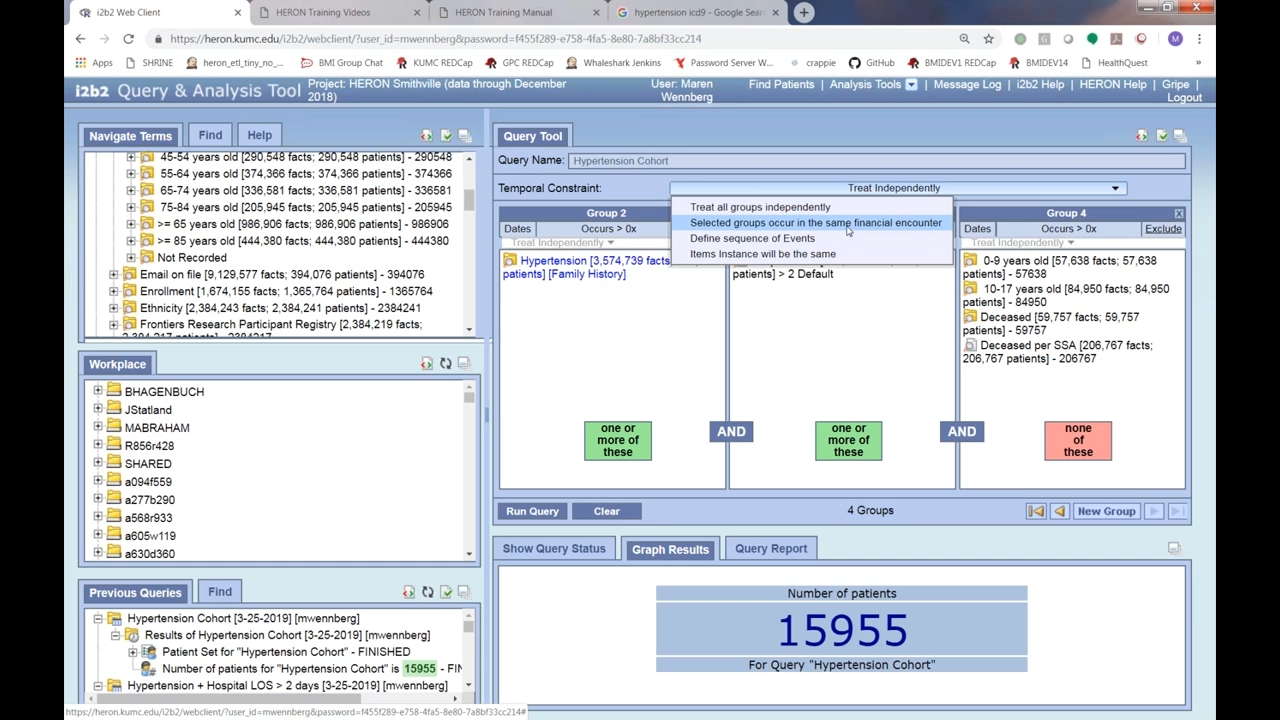 i2b2 Web Client
HERON Training Videos
HERON Training Manual
hypertension icd9 - Google Sear
https://heron.kumc.edu/i2b2/webclient/?user_id=mwennberg&password=f455f289-e758-4fa5-8e80-7a8bf33cc214
M
Apps
SHRINE
heron_etl_tiny_no_...
BMI Group Chat
KUMC REDCap
GPC REDCap
Whaleshark Jenkins
Password Server W...
crappie
GitHub
BMIDEV1 REDCap
BMIDEV14
HealthQuest
»
i2b2 Query & Analysis Tool
Project: HERON Smithville (data through December
2018)
User: Maren
Wennberg
Find Patients | Analysis Tools | Message Log | i2b2 Help | HERON Help | Gripe |
Logout
Navigate Terms
Find
Help
45-54 years old [290,548 facts; 290,548 patients] - 290548
55-64 years old [374,366 facts; 374,366 patients] - 374366
65-74 years old [336,581 facts; 336,581 patients] - 336581
75-84 years old [205,945 facts; 205,945 patients] - 205945
>= 65 years old [986,906 facts; 986,906 patients] - 986906
>= 85 years old [444,380 facts; 444,380 patients] - 444380
Not Recorded
Email on file [9,129,577 facts; 394,076 patients] - 394076
Enrollment [1,674,155 facts; 1,365,764 patients] - 1365764
Ethnicity [2,384,243 facts; 2,384,241 patients] - 2384241
Frontiers Research Participant Registry [2,384,219 facts;
Workplace
BHAGENBUCH
JStatland
MABRAHAM
R856r428
SHARED
a094f559
a277b290
a568r933
a605w119
a630d360
Previous Queries
Find
Hypertension Cohort [3-25-2019] [mwennberg]
Results of Hypertension Cohort [3-25-2019] [mwennberg]
Patient Set for "Hypertension Cohort" - FINISHED
Number of patients for "Hypertension Cohort" is 15955 - FIN
Hypertension + Hospital LOS > 2 days [3-25-2019] [mwennberg]
Query Tool
Query Name: Hypertension Cohort
Temporal Constraint: Treat Independently
Treat all groups independently
Selected groups occur in the same financial encounter
Define sequence of Events
Items Instance will be the same
Group 2
Dates
Occurs > 0x
Treat Independently
Hypertension [3,574,739 facts
patients] [Family History]
patients] > 2 Default
Group 4
X
Dates
Occurs > 0x
Exclude
Treat Independently
0-9 years old [57,638 facts; 57,638
patients] - 57638
10-17 years old [84,950 facts; 84,950
patients] - 84950
Deceased [59,757 facts; 59,757
patients] - 59757
Deceased per SSA [206,767 facts;
206,767 patients] - 206767
one or
more of
these
AND
one or
more of
these
AND
none
of
these
Run Query
Clear
4 Groups
New Group
Show Query Status
Graph Results
Query Report
Number of patients
15955
For Query "Hypertension Cohort"
https://heron.kumc.edu/i2b2/webclient/?user_id=mwennberg&password=f455f289-e758-4fa5-8e80-7a8bf33cc214#